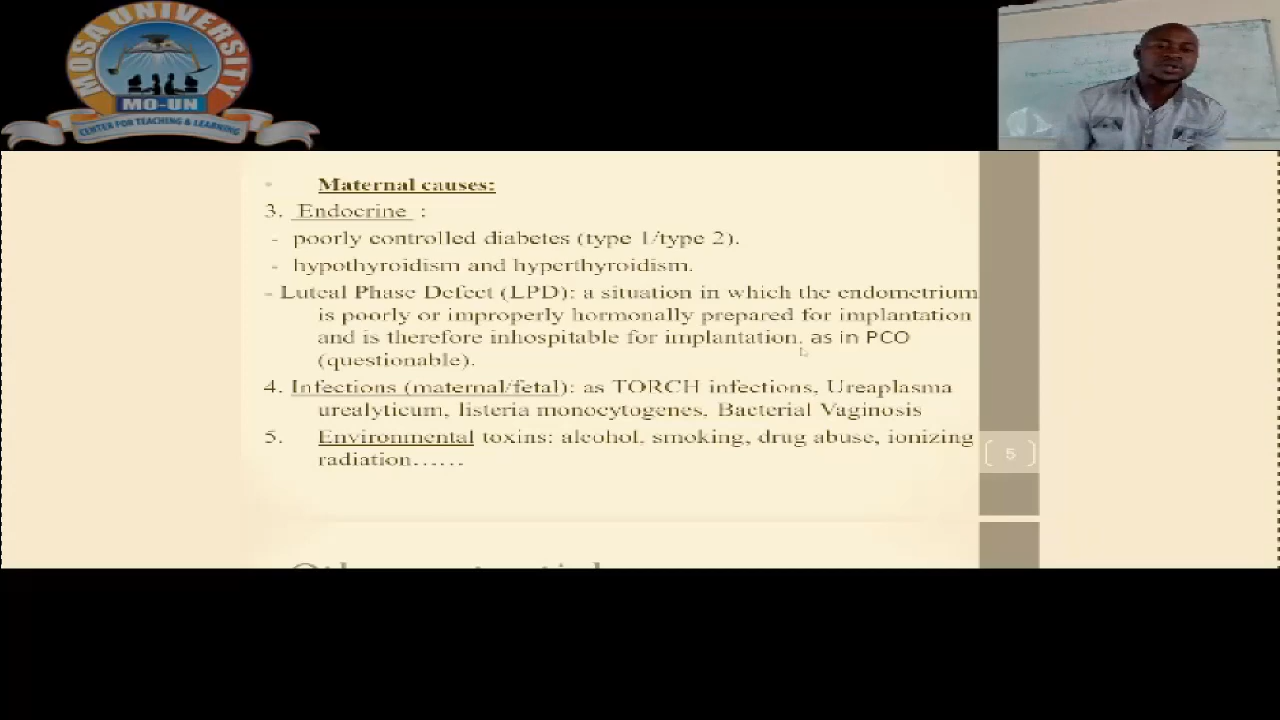 MOSA UNIVERSITY
MO-UN
CENTER FOR TEACHING & LEARNING
Maternal causes:
3. Endocrine :
- poorly controlled diabetes (type 1/type 2).
- hypothyroidism and hyperthyroidism.
- Luteal Phase Defect (LPD): a situation in which the endometrium
is poorly or improperly hormonally prepared for implantation
and is therefore inhospitable for implantation. as in PCO
(questionable).
4. Infections (maternal/fetal): as TORCH infections, Ureaplasma
urealyticum, listeria monocytogenes. Bacterial Vaginosis
5. Environmental toxins: alcohol, smoking, drug abuse, ionizing
radiation......
5